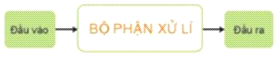 Đầu vào
BỘ PHẬN XỬ LÍ
Đầu ra